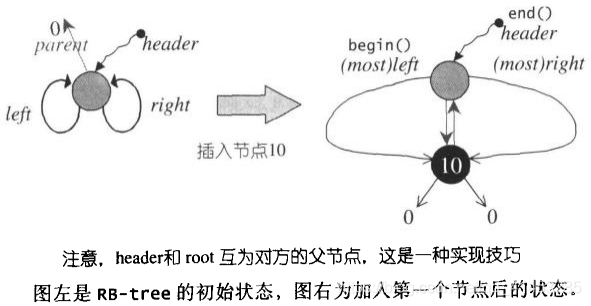 0
parent
header
left
right
插入节点10
begin()
(most)left
end()
header
(most)right
10
0
0
注意，header和 root 互为对方的父节点，这是一种实现技巧
图左是 RB-tree 的初始状态，图右为加入第一个节点后的状态。